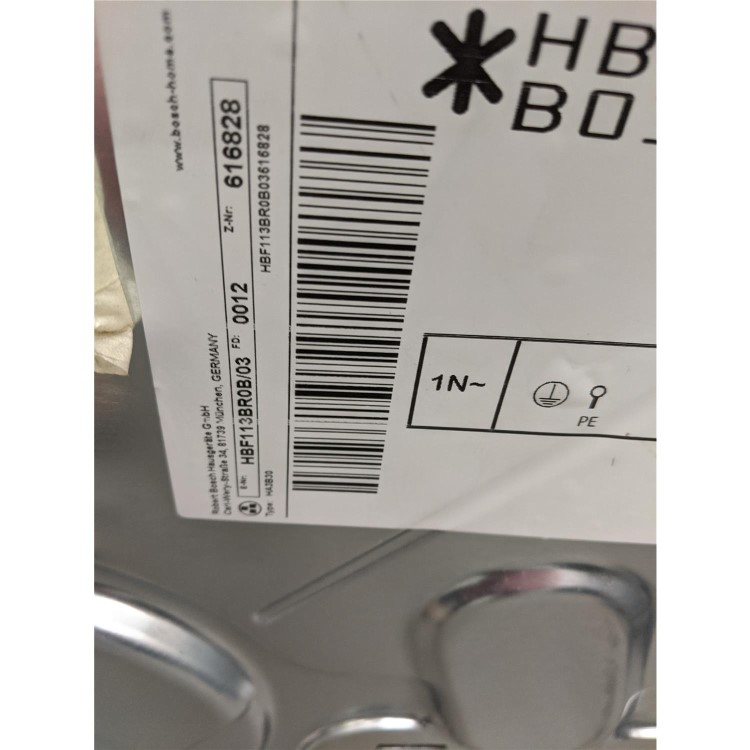 www.bosch-home.com
Robert Bosch Hausgeräte GmbH
Carl-Wery-Straße 34, 81739 München, GERMANY
E-Nr. HBF113BR0B/03 FD: 0012 Z-Nr: 616828
Type HA3B30
HBF113BR0B03616828
HB
BO
1N~
PE